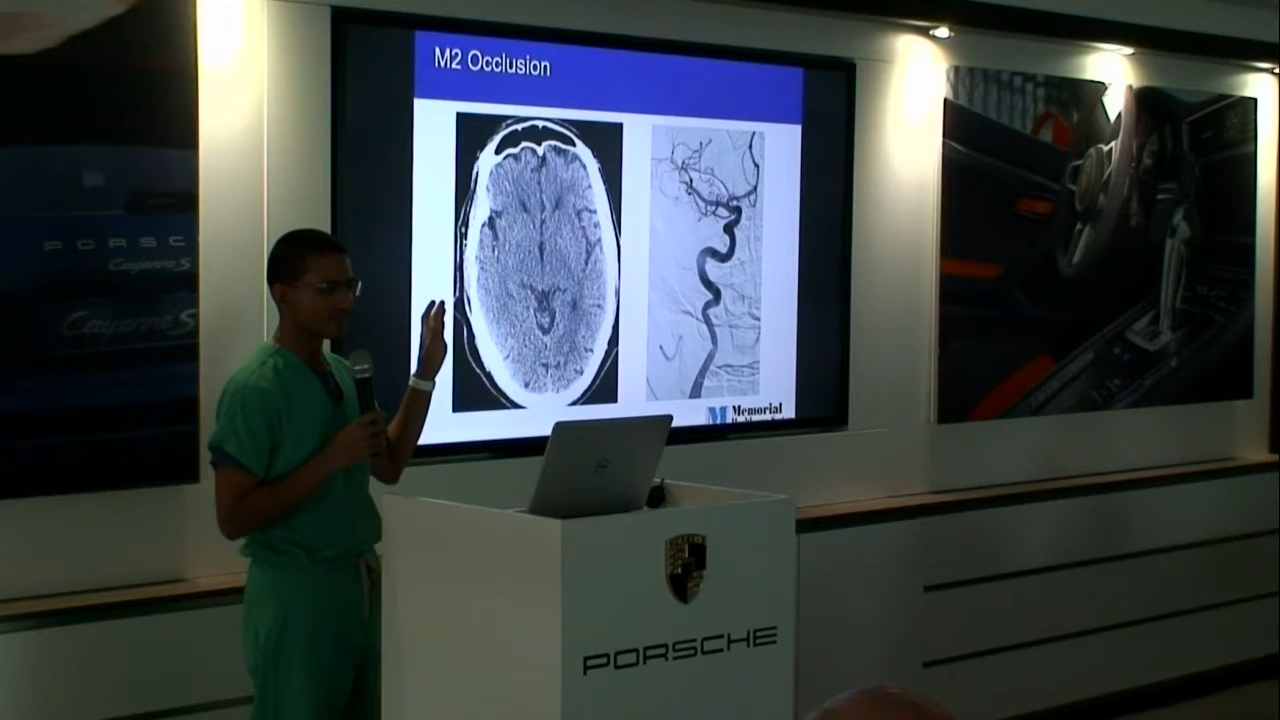 M2 Occlusion
PORSC
Cayenne S
Cayenne S
Memorial
PORSCHE